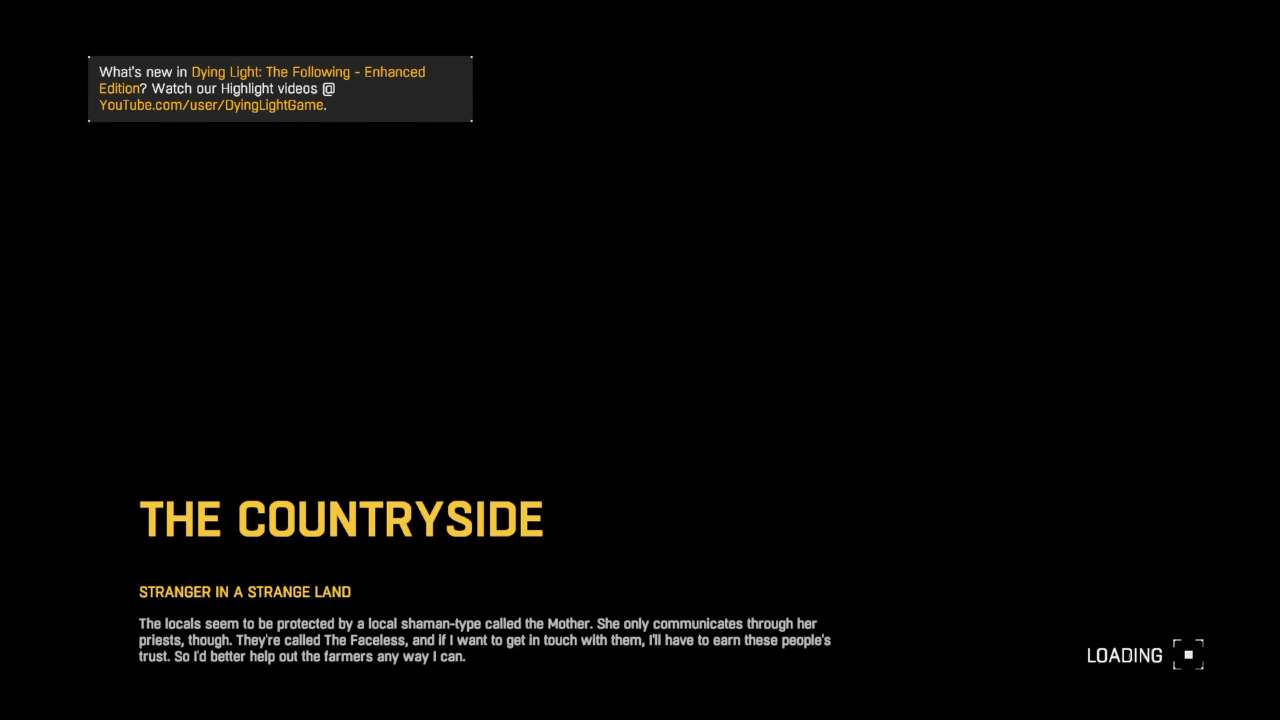 What's new in Dying Light: The Following - Enhanced
Edition? Watch our Highlight videos @
YouTube.com/user/DyingLightGame.
THE COUNTRYSIDE
STRANGER IN A STRANGE LAND
The locals seem to be protected by a local shaman-type called the Mother. She only communicates through her
priests, though. They're called The Faceless, and if I want to get in touch with them, I'll have to earn these people's
trust. So I'd better help out the farmers any way I can.
LOADING